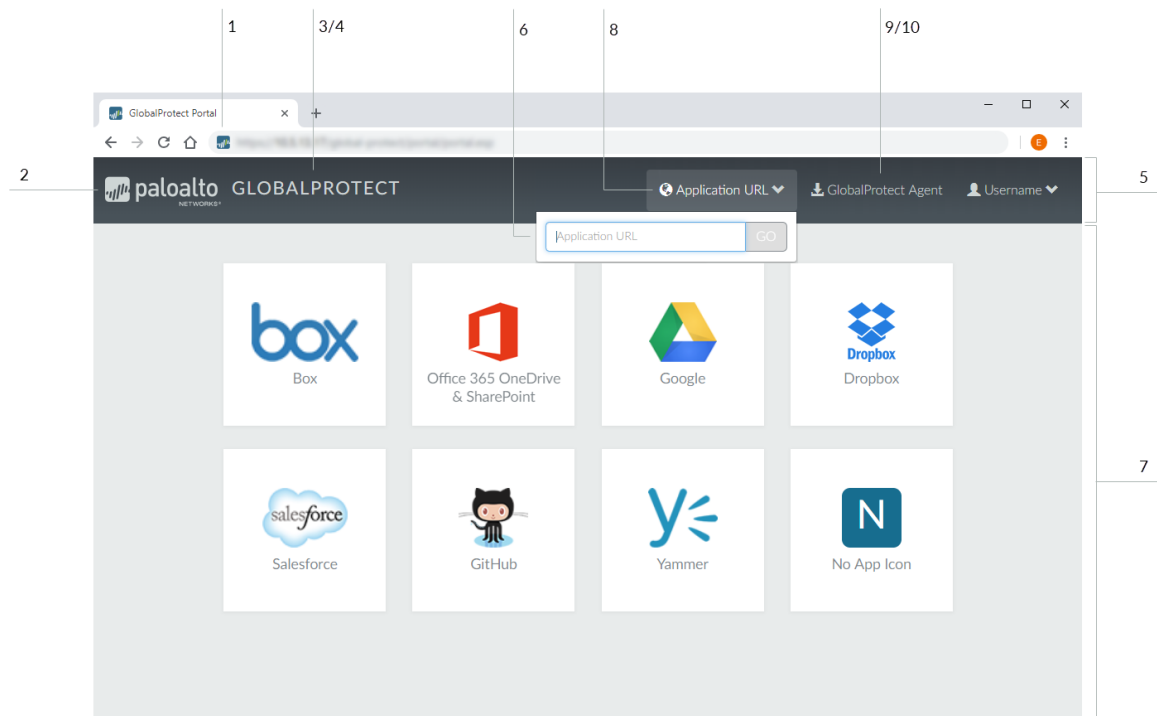 1
3/4
6
8
9/10
GlobalProtect Portal
2
paloalto
NETWORKS®
GLOBALPROTECT
Application URL
GlobalProtect Agent
Username
5
Application URL
GO
box
Box
Office 365 OneDrive
& SharePoint
Google
Dropbox
Dropbox
7
salesforce
Salesforce
GitHub
Yammer
N
No App Icon
E